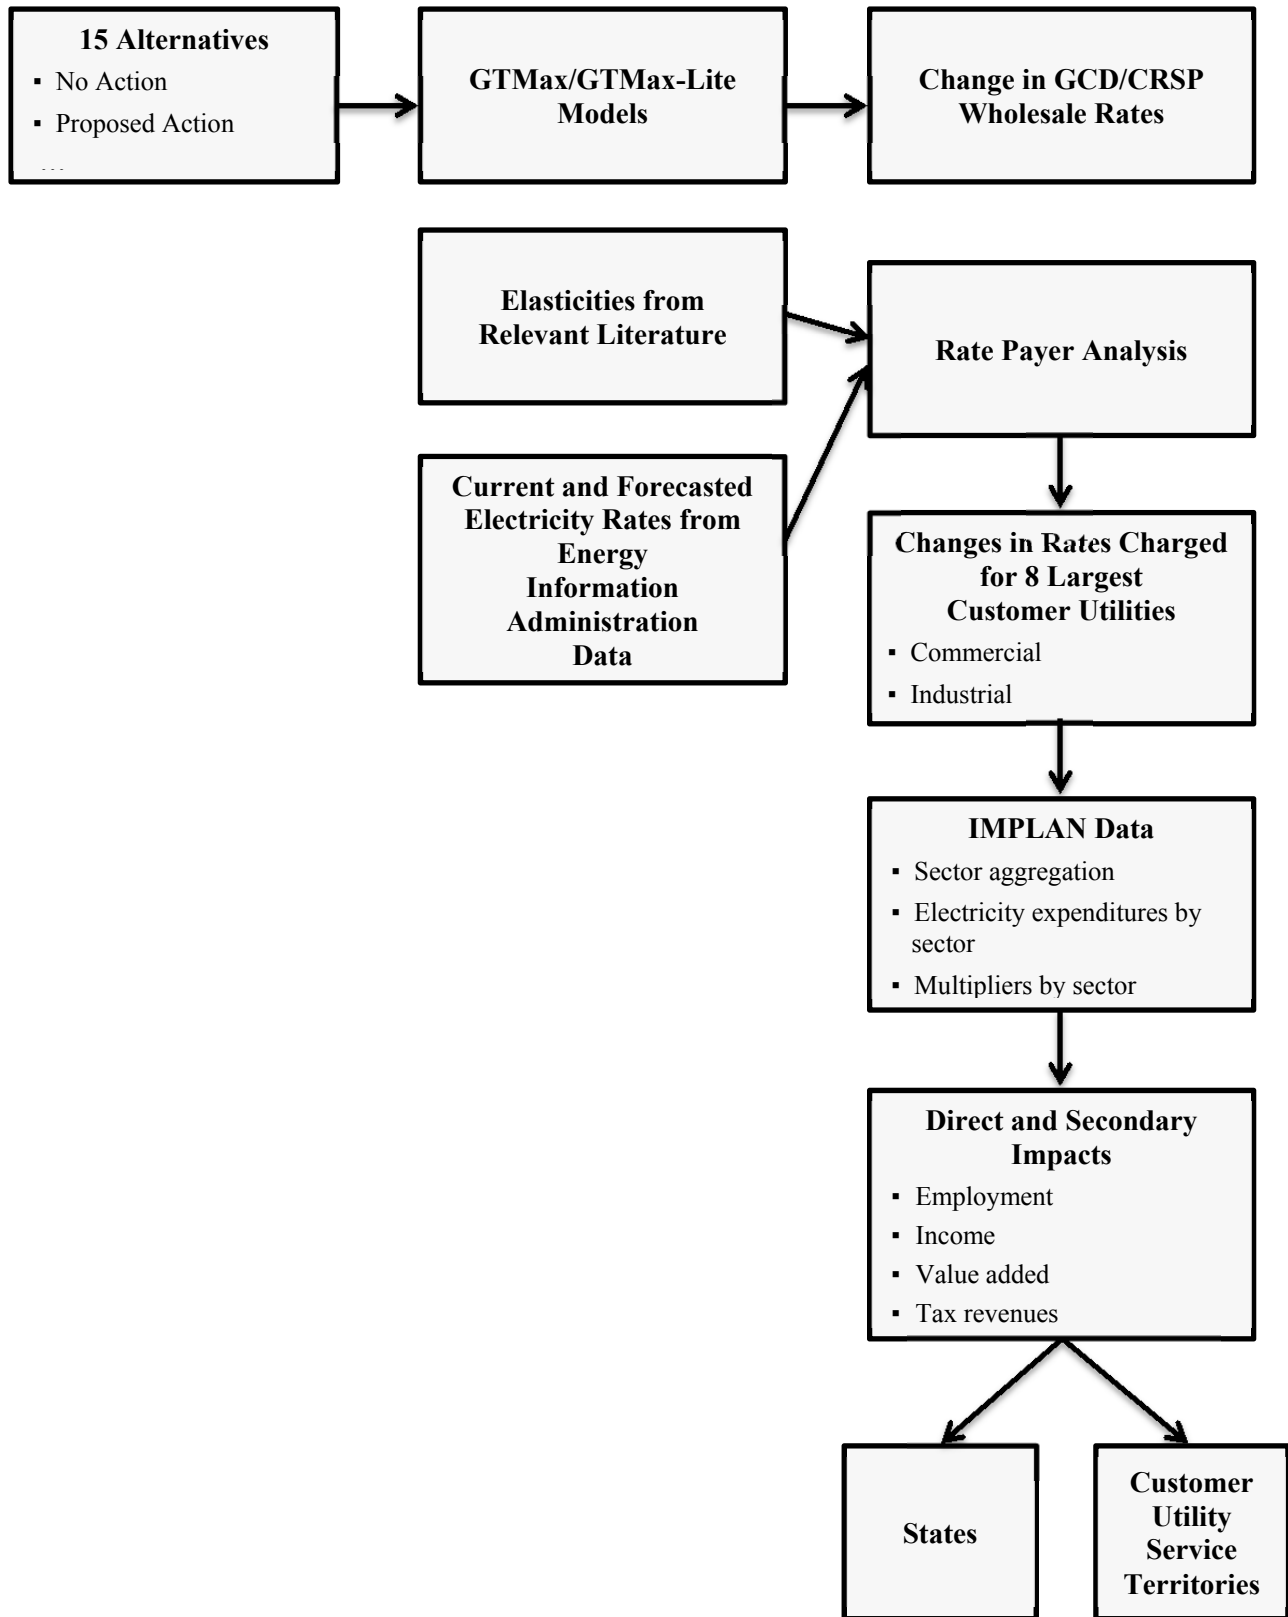 15 Alternatives
▪ No Action
▪ Proposed Action
...
GTMax/GTMax-Lite
Models
Change in GCD/CRSP
Wholesale Rates
Elasticities from
Relevant Literature
Rate Payer Analysis
Current and Forecasted
Electricity Rates from
Energy
Information
Administration
Data
Changes in Rates Charged
for 8 Largest
Customer Utilities
▪ Commercial
▪ Industrial
IMPLAN Data
▪ Sector aggregation
▪ Electricity expenditures by
sector
▪ Multipliers by sector
Direct and Secondary
Impacts
▪ Employment
▪ Income
▪ Value added
▪ Tax revenues
States
Customer
Utility
Service
Territories